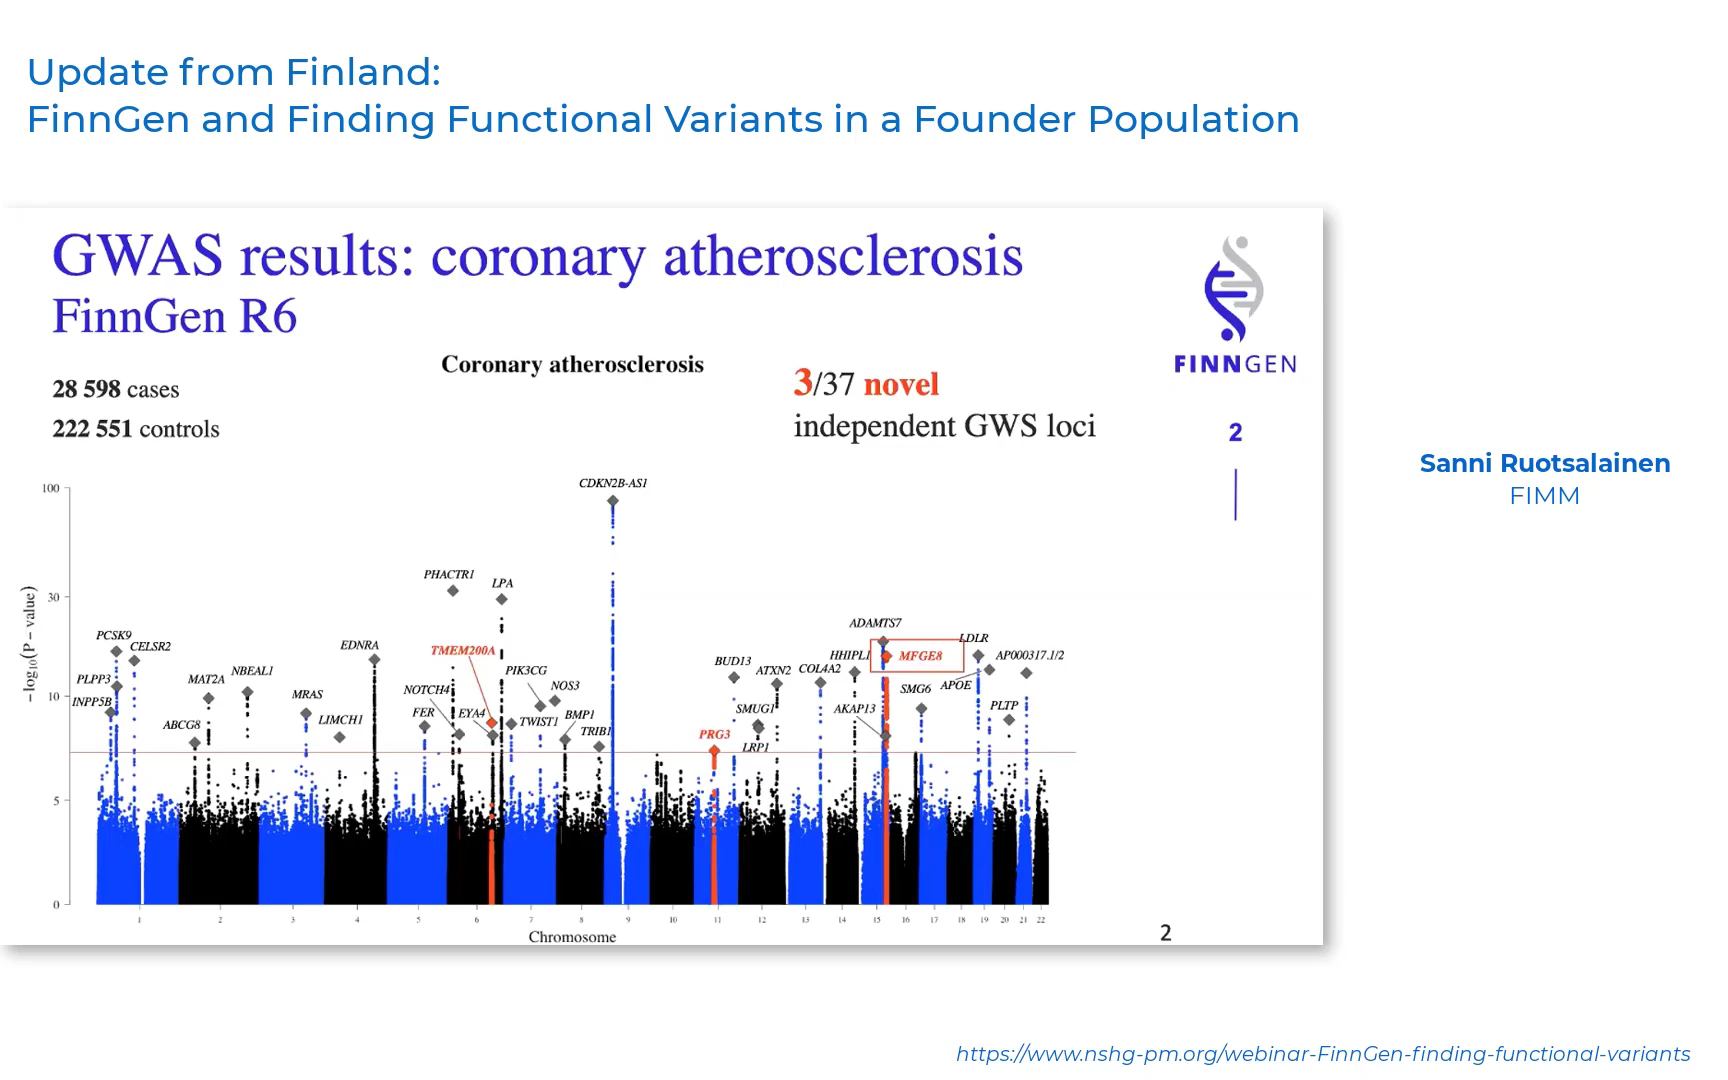 Update from Finland:
FinnGen and Finding Functional Variants in a Founder Population
GWAS results: coronary atherosclerosis
FinnGen R6
FINNGEN
28 598 cases
222 551 controls
Coronary atherosclerosis
3/37 novel
independent GWS loci
2
Sanni Ruotsalainen
FIMM
−log10(P − value)
100
30
10
5
0
CDKN2B-AS1
PHACTR1
LPA
PCSK9
CELSR2
PLPP3
INPP5B
ABCG8
MAT2A
NBEAL1
MRAS
LIMCH1
EDNRA
TMEM200A
NOTCH4
FER
EYA4
PIK3CG
NOS3
TWIST1
BMP1
TRIB1
PRG3
BUD13
ATXN2
SMUG1
LRP1
COL4A2
HHIPL1
ADAMTS7
MFGE8
AKAP13
SMG6
LDLR
APOE
AP000317.1/2
PLTP
1 2 3 4 5 6 7 8 9 10 11 12 13 14 15 16 17 18 19 20 21 22
Chromosome
2
https://www.nshg-pm.org/webinar-FinnGen-finding-functional-variants